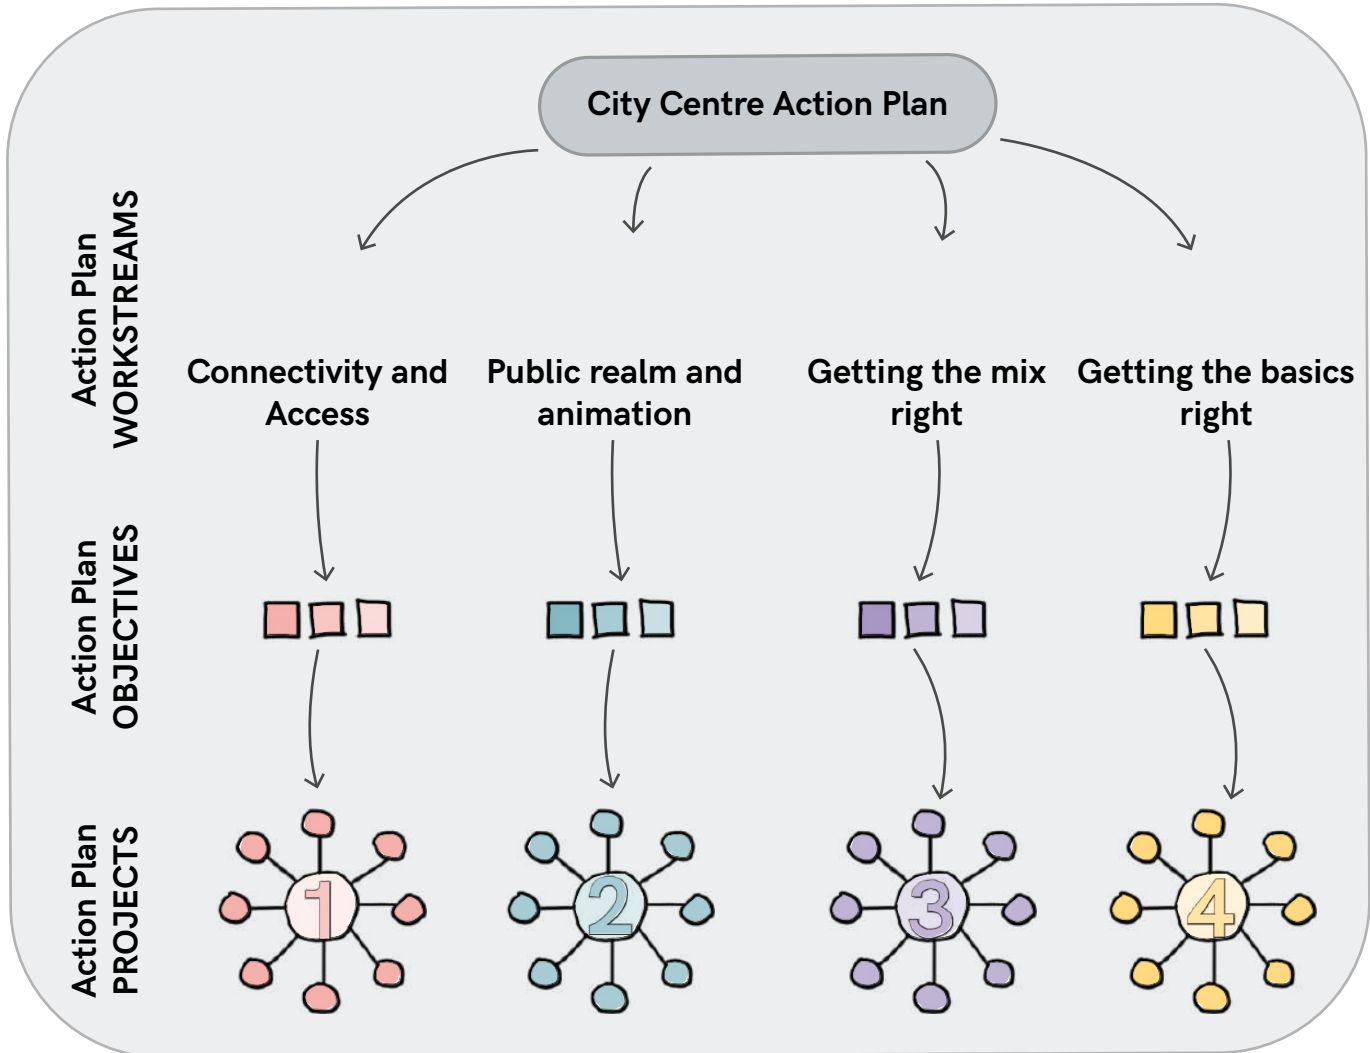 City Centre Action Plan
Action Plan
WORKSTREAMS
Connectivity and
Access
Public realm and
animation
Getting the mix
right
Getting the basics
right
Action Plan
OBJECTIVES
Action Plan
PROJECTS
1
2
3
4